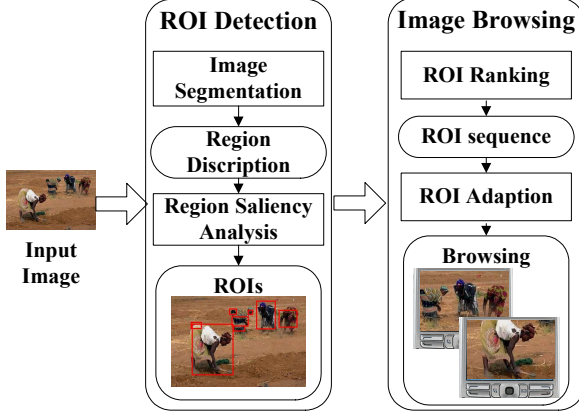 ROI Detection
Image
Segmentation
Region
Discription
Region Saliency
Analysis
ROIs
Input
Image
Image Browsing
ROI Ranking
ROI sequence
ROI Adaption
Browsing